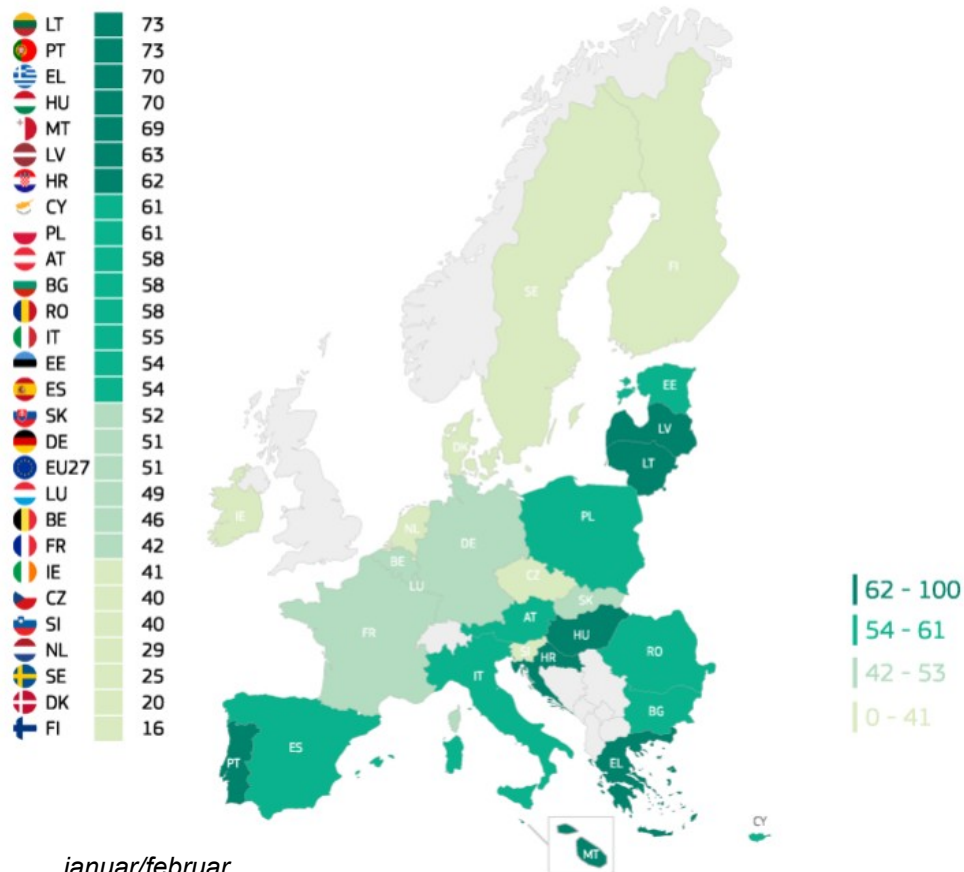 LT 73
PT 73
EL 70
HU 70
MT 69
LV 63
HR 62
CY 61
PL 61
AT 58
BG 58
RO 58
IT 55
EE 54
ES 54
SK 52
DE 51
EU27 51
LU 49
BE 46
FR 42
IE 41
CZ 40
SI 40
NL 29
SE 25
DK 20
FI 16
SE
FI
EE
LV
LT
DK
IE
NL
PL
DE
BE
LU
CZ
SK
FR
AT
HU
SI
HR
RO
IT
BG
ES
PT
EL
CY
MT
62 - 100
54 - 61
42 - 53
0 - 41
januar/februar